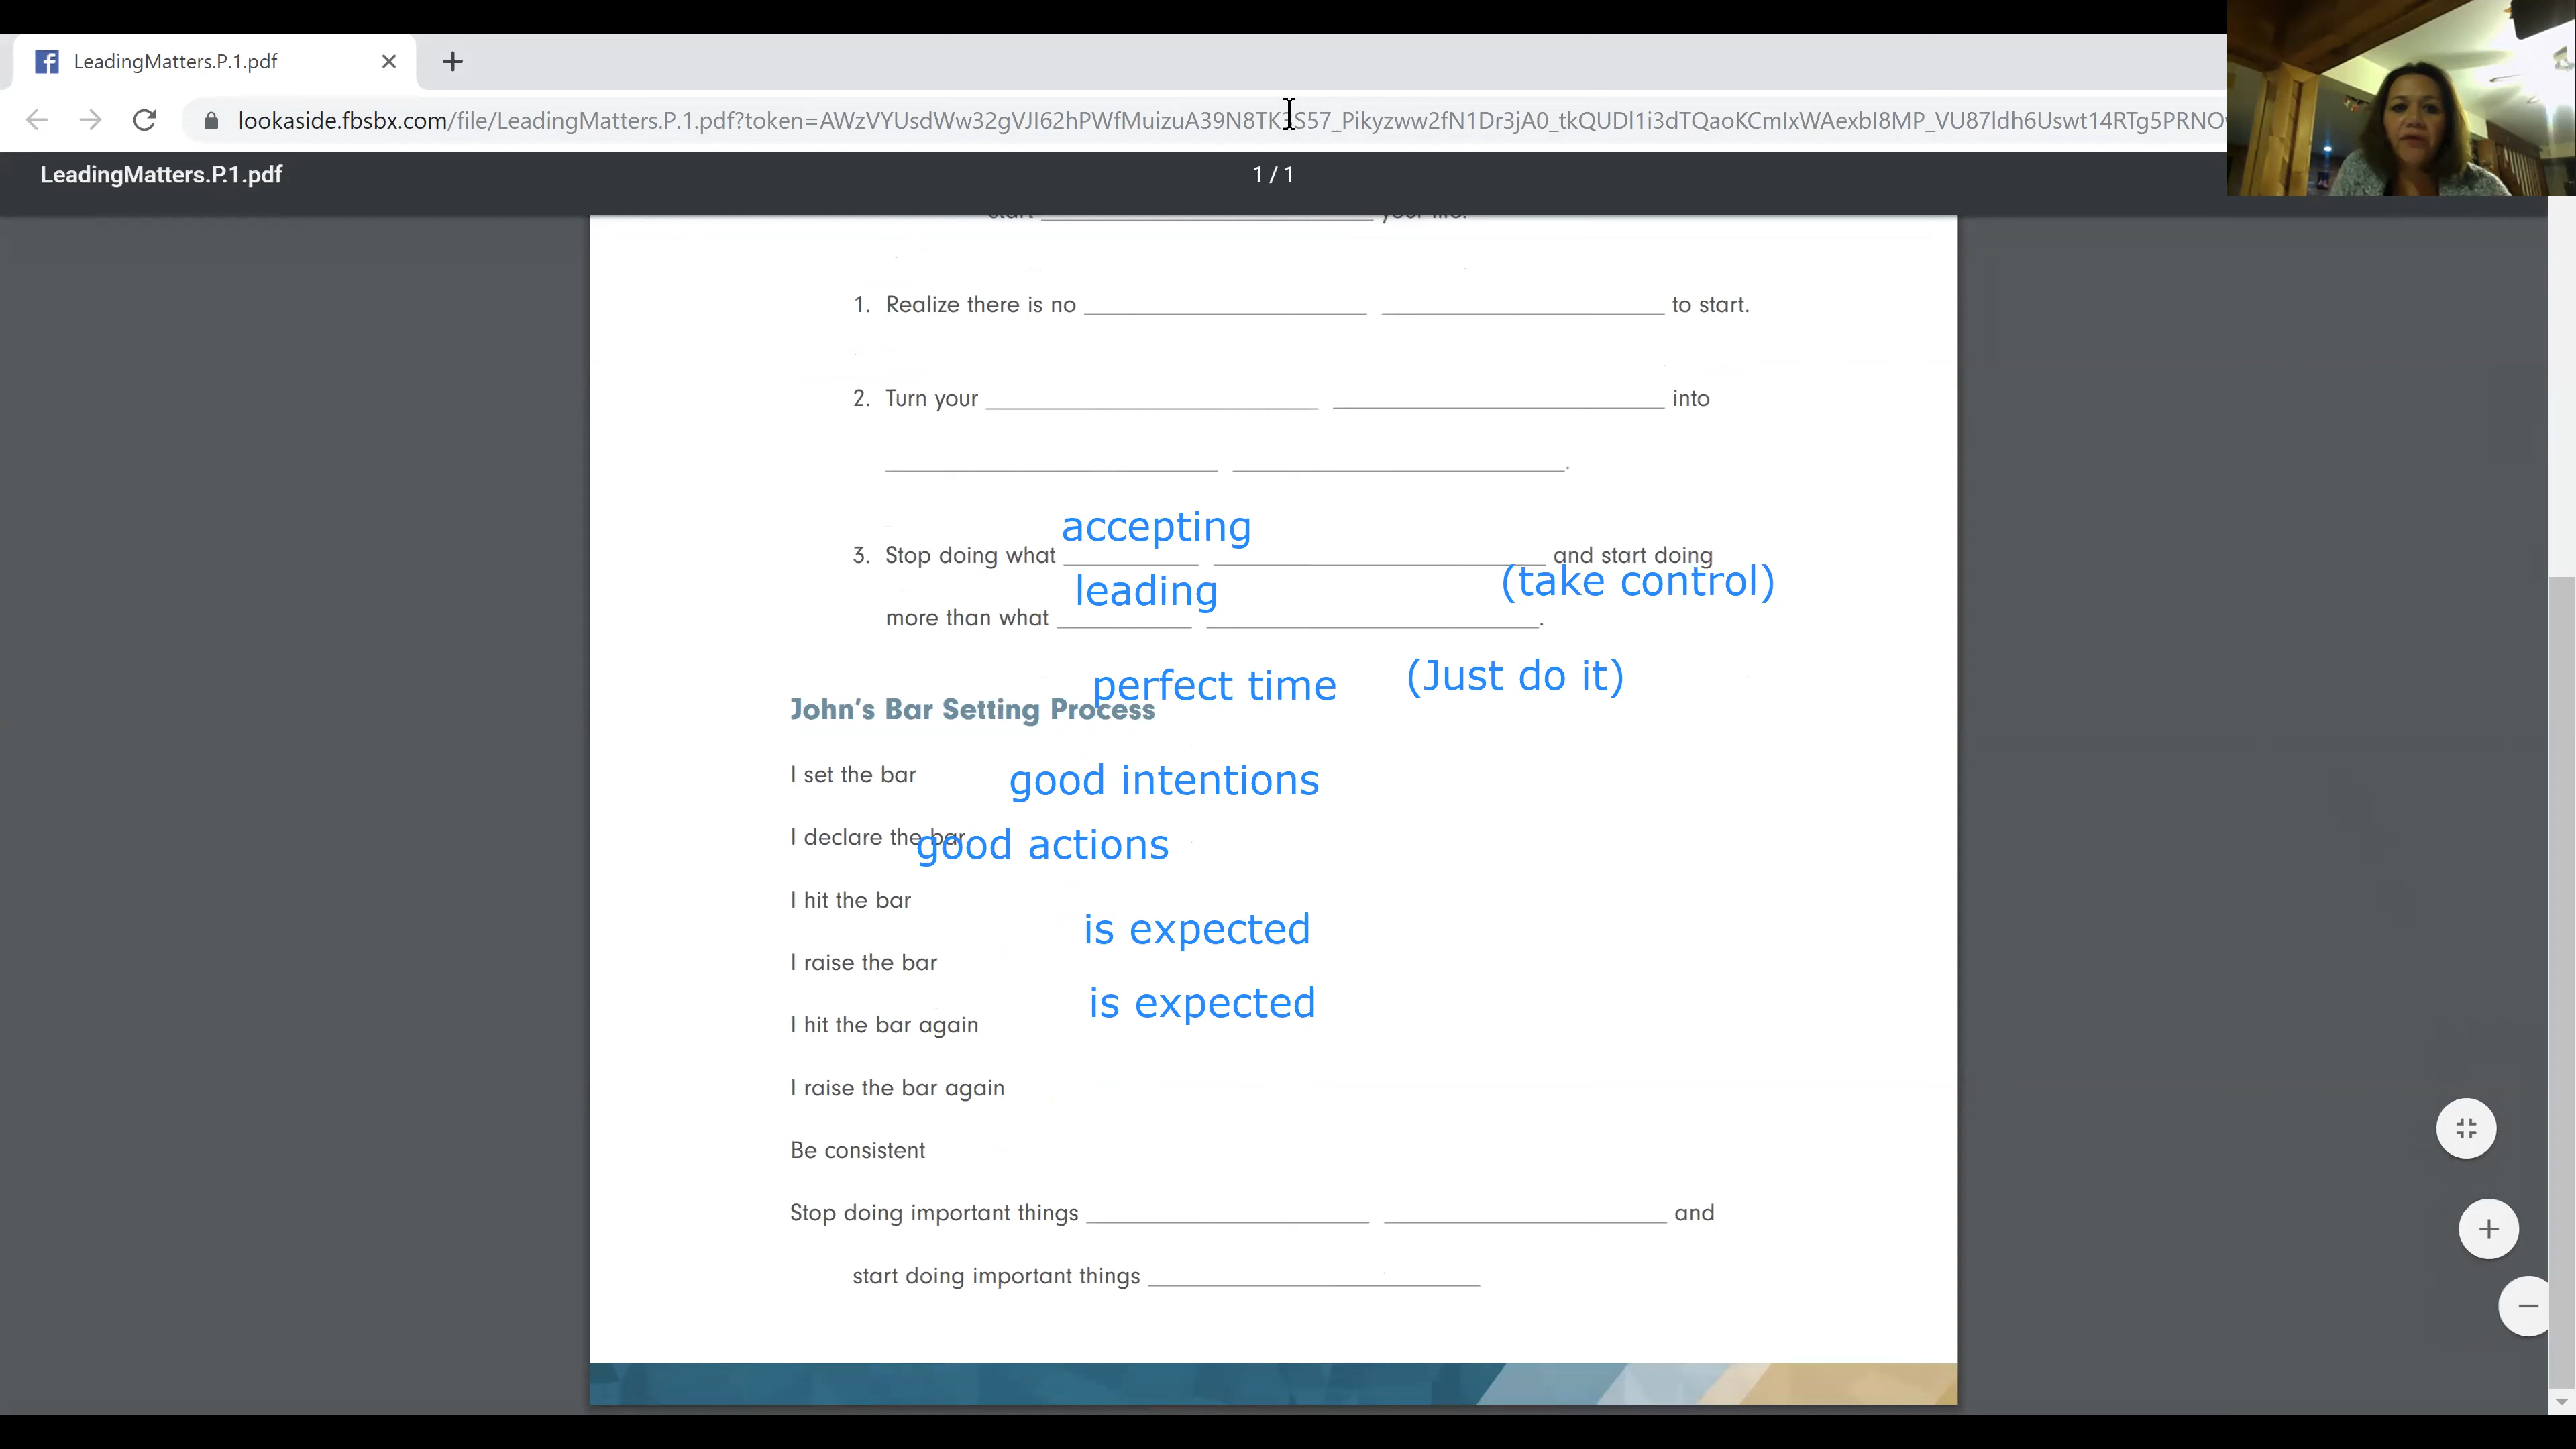 LeadingMatters.P.1.pdf
lookaside.fbsbx.com/file/LeadingMatters.P.1.pdf?token=
LeadingMatters.P.1.pdf
1 / 1
start your life.
1. Realize there is no to start.
2. Turn your into
accepting
3. Stop doing what and start doing
leading (take control)
more than what .
perfect time (Just do it)
John's Bar Setting Process
I set the bar
good intentions
I declare the bar
good actions
I hit the bar
is expected
I raise the bar
is expected
I hit the bar again
I raise the bar again
Be consistent
Stop doing important things and
start doing important things